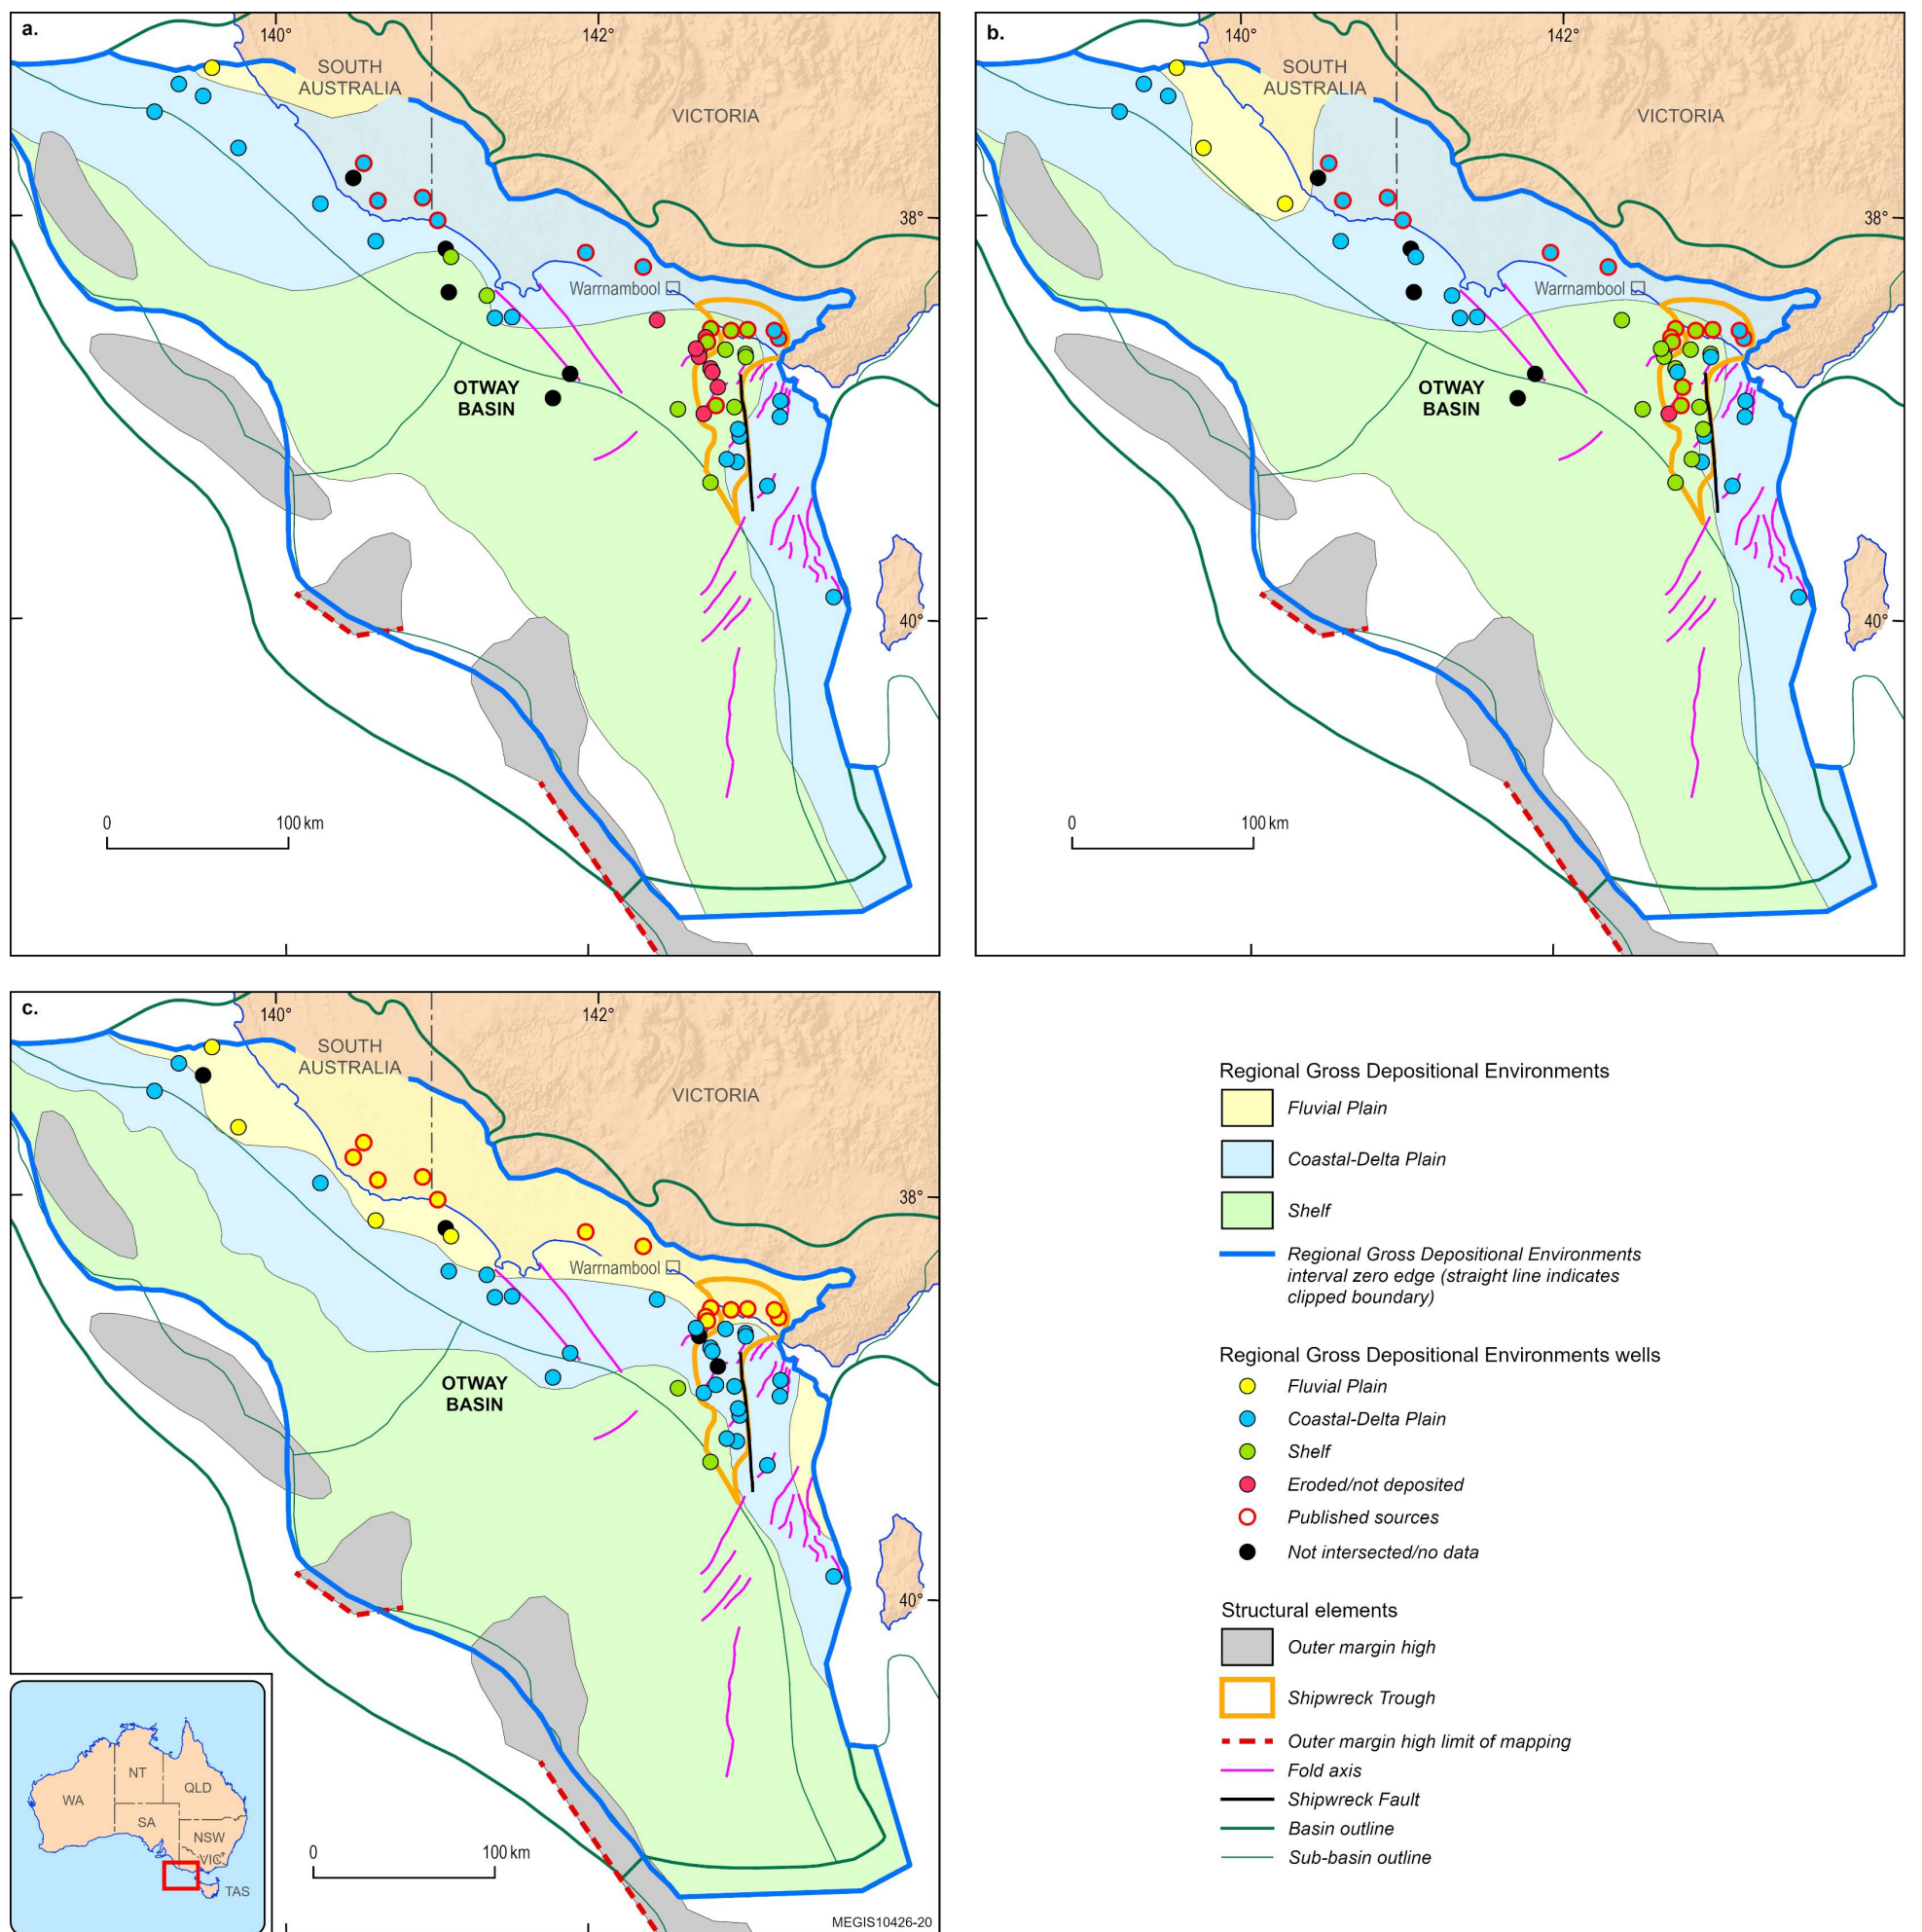 a.
140°
142°
SOUTH
AUSTRALIA
VICTORIA
38°
Warrnambool
OTWAY
BASIN
40°
0
100 km
b.
140°
142°
SOUTH
AUSTRALIA
VICTORIA
38°
Warrnambool
OTWAY
BASIN
40°
0
100 km
c.
140°
142°
SOUTH
AUSTRALIA
VICTORIA
38°
Warrnambool
OTWAY
BASIN
40°
0
100 km
WA
NT
QLD
SA
NSW
VIC
TAS
MEGIS10426-20
Regional Gross Depositional Environments
Fluvial Plain
Coastal-Delta Plain
Shelf
Regional Gross Depositional Environments
interval zero edge (straight line indicates
clipped boundary)
Regional Gross Depositional Environments wells
Fluvial Plain
Coastal-Delta Plain
Shelf
Eroded/not deposited
Published sources
Not intersected/no data
Structural elements
Outer margin high
Shipwreck Trough
Outer margin high limit of mapping
Fold axis
Shipwreck Fault
Basin outline
Sub-basin outline